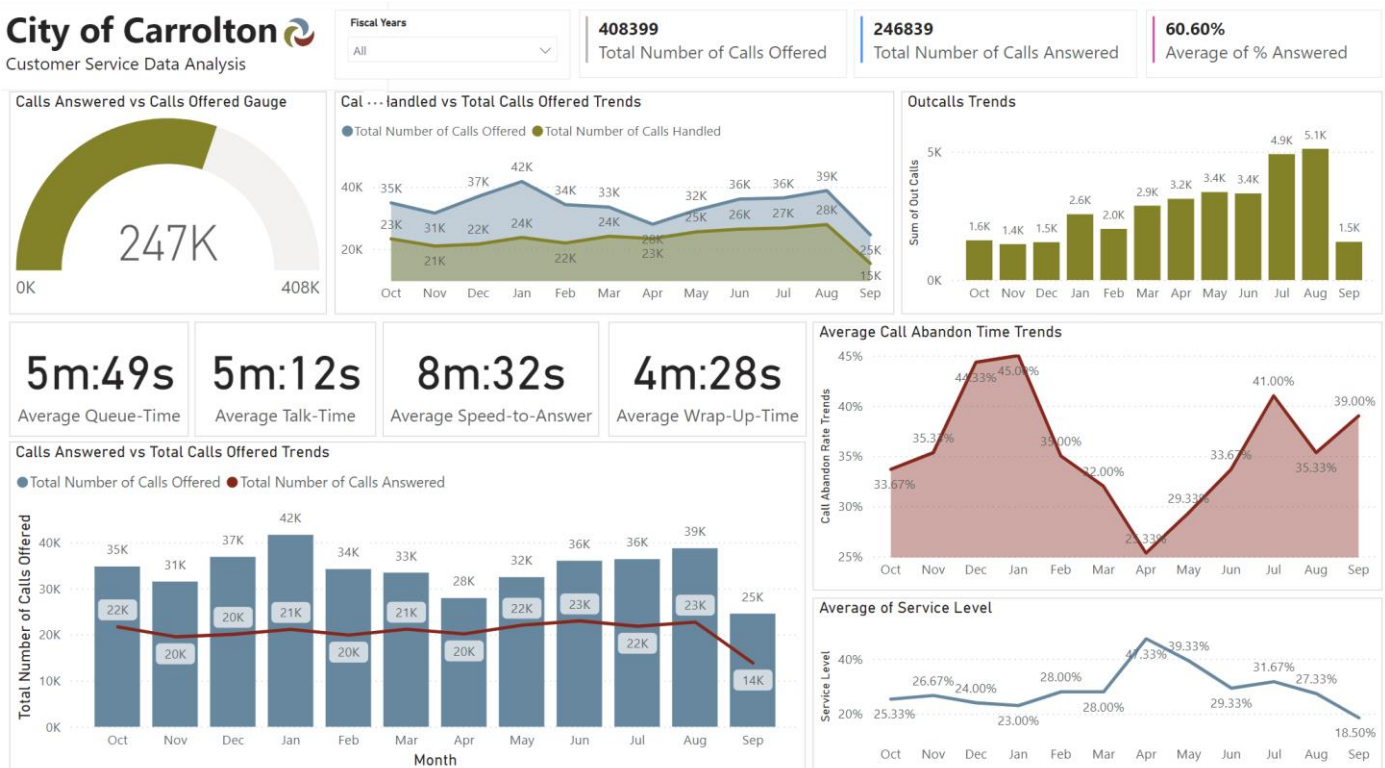 City of Carrolton
Customer Service Data Analysis
Fiscal Years
All
408399
Total Number of Calls Offered
246839
Total Number of Calls Answered
60.60%
Average of % Answered
Calls Answered vs Calls Offered Gauge
247K
0K
408K
Cal ... Handled vs Total Calls Offered Trends
Total Number of Calls Offered Total Number of Calls Handled
40K
20K
35K 31K 37K 42K 34K 33K 28K 32K 36K 36K 39K 25K
23K 21K 22K 24K 22K 24K 23K 25K 26K 27K 28K 15K
Oct Nov Dec Jan Feb Mar Apr May Jun Jul Aug Sep
Outcalls Trends
Sum of Out Calls
5K
0K
1.6K 1.4K 1.5K 2.6K 2.0K 2.9K 3.2K 3.4K 3.4K 4.9K 5.1K 1.5K
Oct Nov Dec Jan Feb Mar Apr May Jun Jul Aug Sep
5m:49s
Average Queue-Time
5m:12s
Average Talk-Time
8m:32s
Average Speed-to-Answer
4m:28s
Average Wrap-Up-Time
Calls Answered vs Total Calls Offered Trends
Total Number of Calls Offered Total Number of Calls Answered
Total Number of Calls Offered
40K
30K
20K
10K
0K
35K 31K 37K 42K 34K 33K 28K 32K 36K 36K 39K 25K
22K 20K 20K 21K 20K 21K 20K 22K 23K 22K 23K 14K
Oct Nov Dec Jan Feb Mar Apr May Jun Jul Aug Sep
Month
Average Call Abandon Time Trends
Call Abandon Rate Trends
45%
40%
35%
30%
25%
33.67% 35.33% 44.33% 45.00% 35.00% 32.00% 25.33% 29.33% 33.67% 41.00% 35.33% 39.00%
Oct Nov Dec Jan Feb Mar Apr May Jun Jul Aug Sep
Average of Service Level
Service Level
40%
20%
25.33% 26.67% 24.00% 23.00% 28.00% 28.00% 47.33% 39.33% 29.33% 31.67% 27.33% 18.50%
Oct Nov Dec Jan Feb Mar Apr May Jun Jul Aug Sep